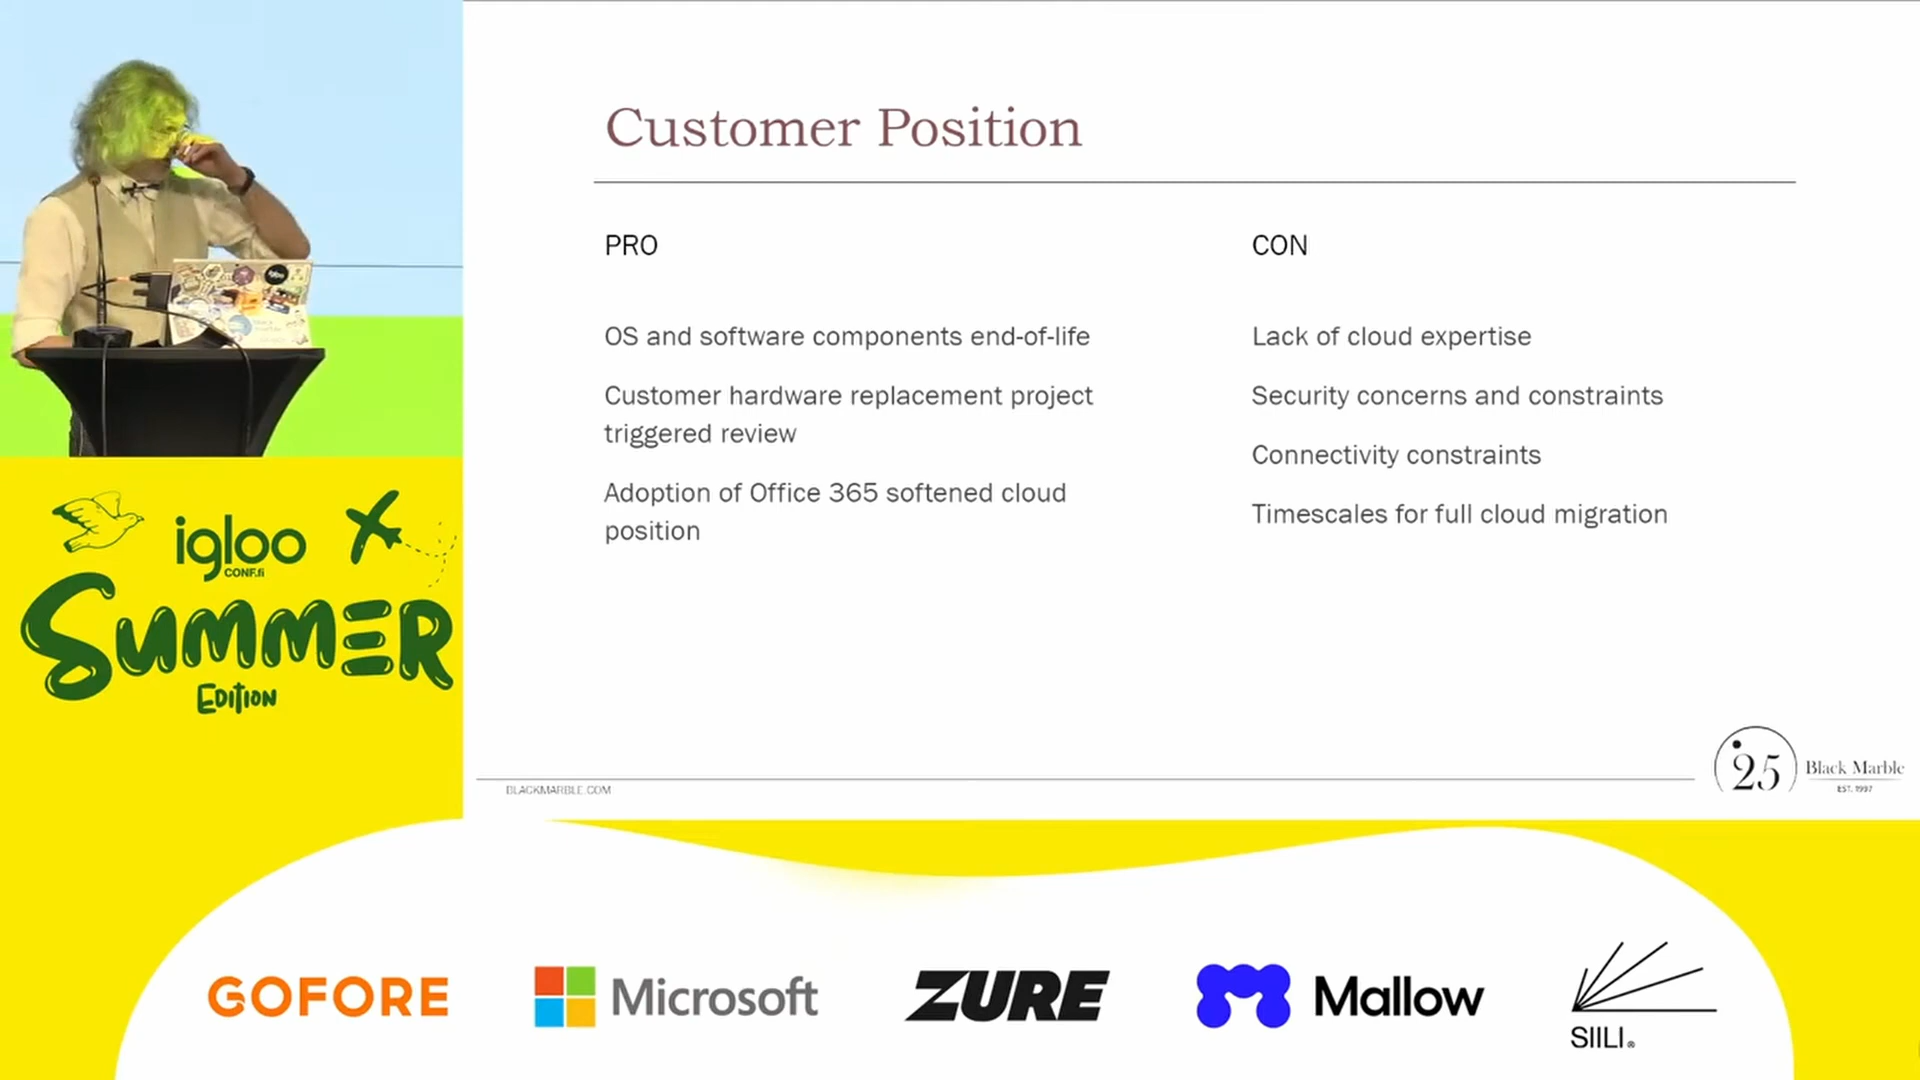 Customer Position
PRO
OS and software components end-of-life
Customer hardware replacement project
triggered review
Adoption of Office 365 softened cloud
position
CON
Lack of cloud expertise
Security concerns and constraints
Connectivity constraints
Timescales for full cloud migration
BLACKMARBLE.COM
25
Black Marble
EST. 1997
igloo
CONF.fi
SUMMER
EDITION
GOFORE
Microsoft
ZURE
Mallow
SIILI®